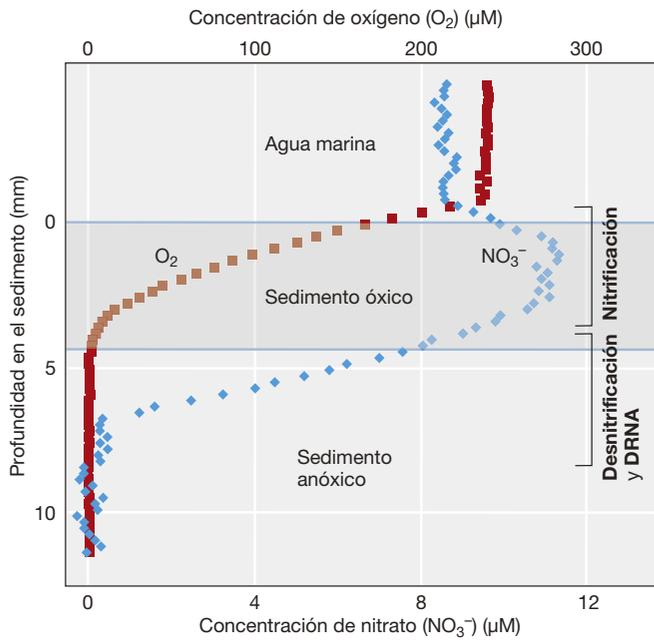 Concentración de oxígeno (O₂) (μM)
0 100 200 300
Agua marina
Profundidad en el sedimento (mm)
0
5
10
O₂
NO₃⁻
Sedimento óxico
Nitrificación
Desnitrificación
y DRNA
Sedimento
anóxico
0 4 8 12
Concentración de nitrato (NO₃⁻) (μM)